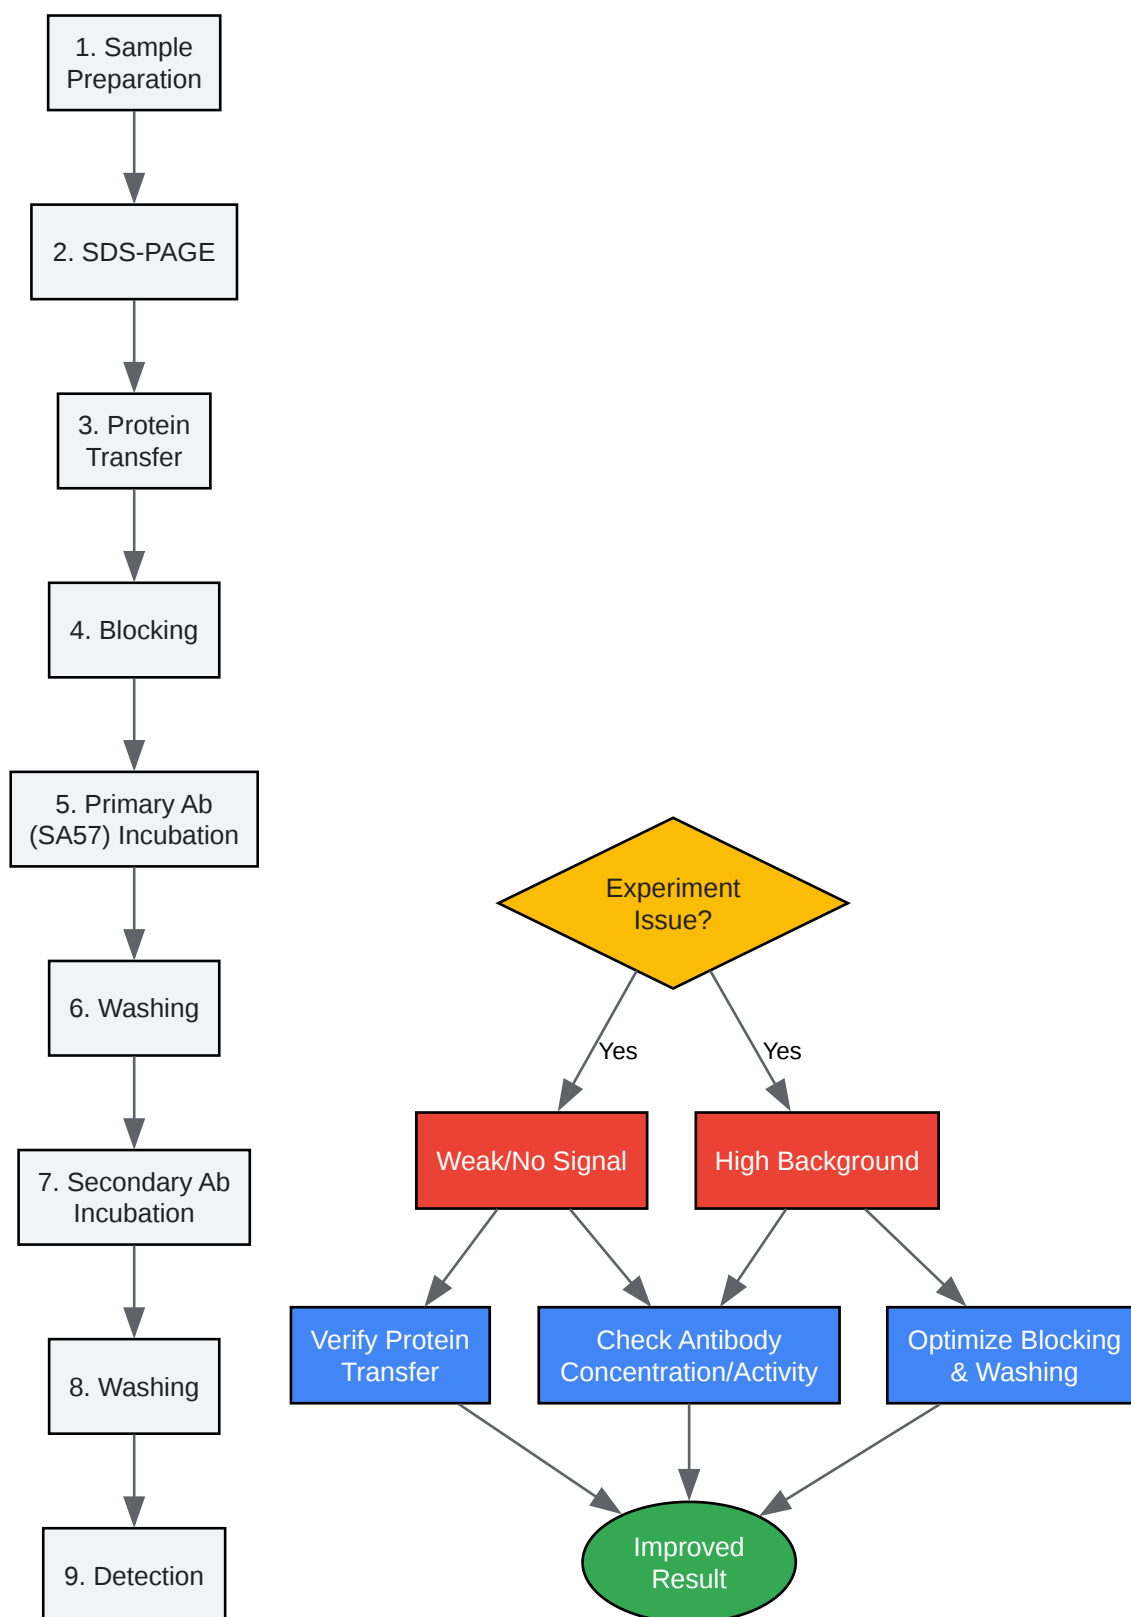 1. Sample
Preparation
2. SDS-PAGE
3. Protein
Transfer
4. Blocking
5. Primary Ab
(SA57) Incubation
6. Washing
7. Secondary Ab
Incubation
8. Washing
9. Detection
Experiment
Issue?
Yes
Yes
Weak/No Signal
High Background
Verify Protein
Transfer
Check Antibody
Concentration/Activity
Optimize Blocking
& Washing
Improved
Result